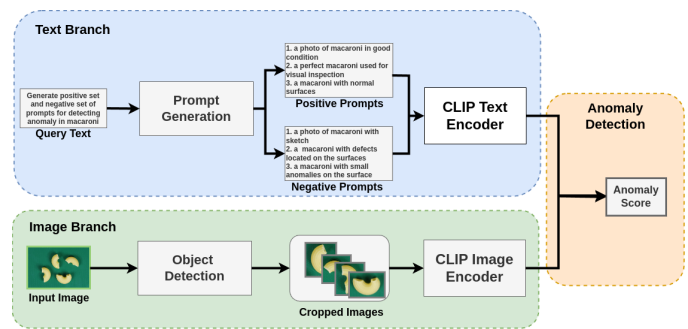 Text Branch
Generate positive set
and negative set of
prompts for detecting
anomaly in macaroni
Query Text
Prompt
Generation
1. a photo of macaroni in good
condition
2. a perfect macaroni used for
visual inspection
3. a macaroni with normal
surfaces
Positive Prompts
1. a photo of macaroni with
sketch
2. a macaroni with defects
located on the surfaces
3. a macaroni with small
anomalies on the surface
Negative Prompts
CLIP Text
Encoder
Anomaly
Detection
Anomaly
Score
Image Branch
Input Image
Object
Detection
Cropped Images
CLIP Image
Encoder